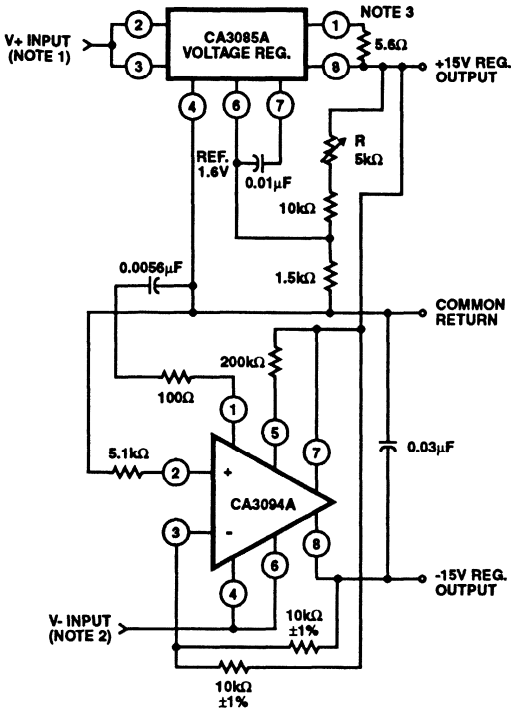 NOTE 3
V+ INPUT
(NOTE 1)
2
3
CA3085A
VOLTAGE REG.
1
8
5.6Ω
+15V REG.
OUTPUT
4
6
7
REF.
1.6V
0.01μF
R
5kΩ
10kΩ
1.5kΩ
0.0056μF
COMMON
RETURN
200kΩ
100Ω
1
5
7
0.03μF
5.1kΩ
2
+
CA3094A
3
-
8
6
4
-15V REG.
OUTPUT
V- INPUT
(NOTE 2)
10kΩ
±1%
10kΩ
±1%